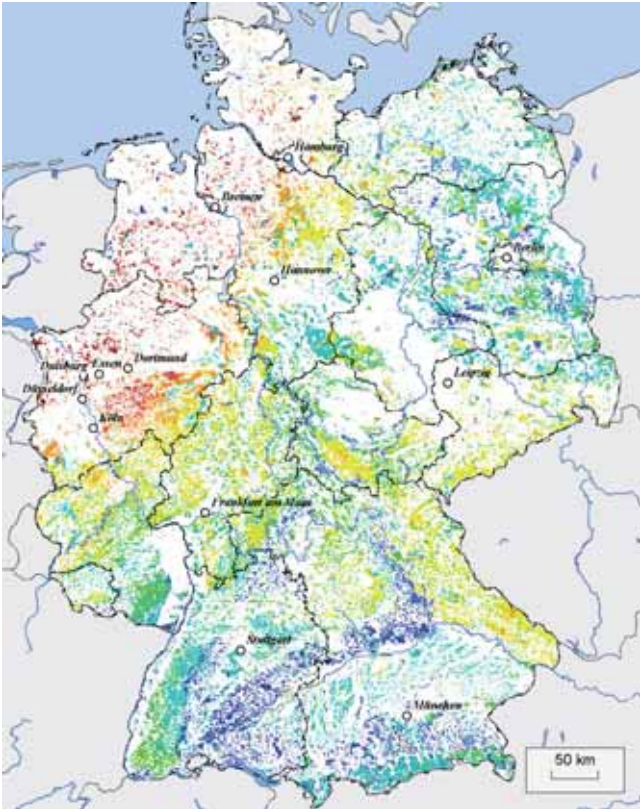 Hamburg
Bremen
Berlin
Hannover
Dortmund
Essen
Duisburg
Düsseldorf
Leipzig
Köln
Frankfurt am Main
Stuttgart
München
50 km